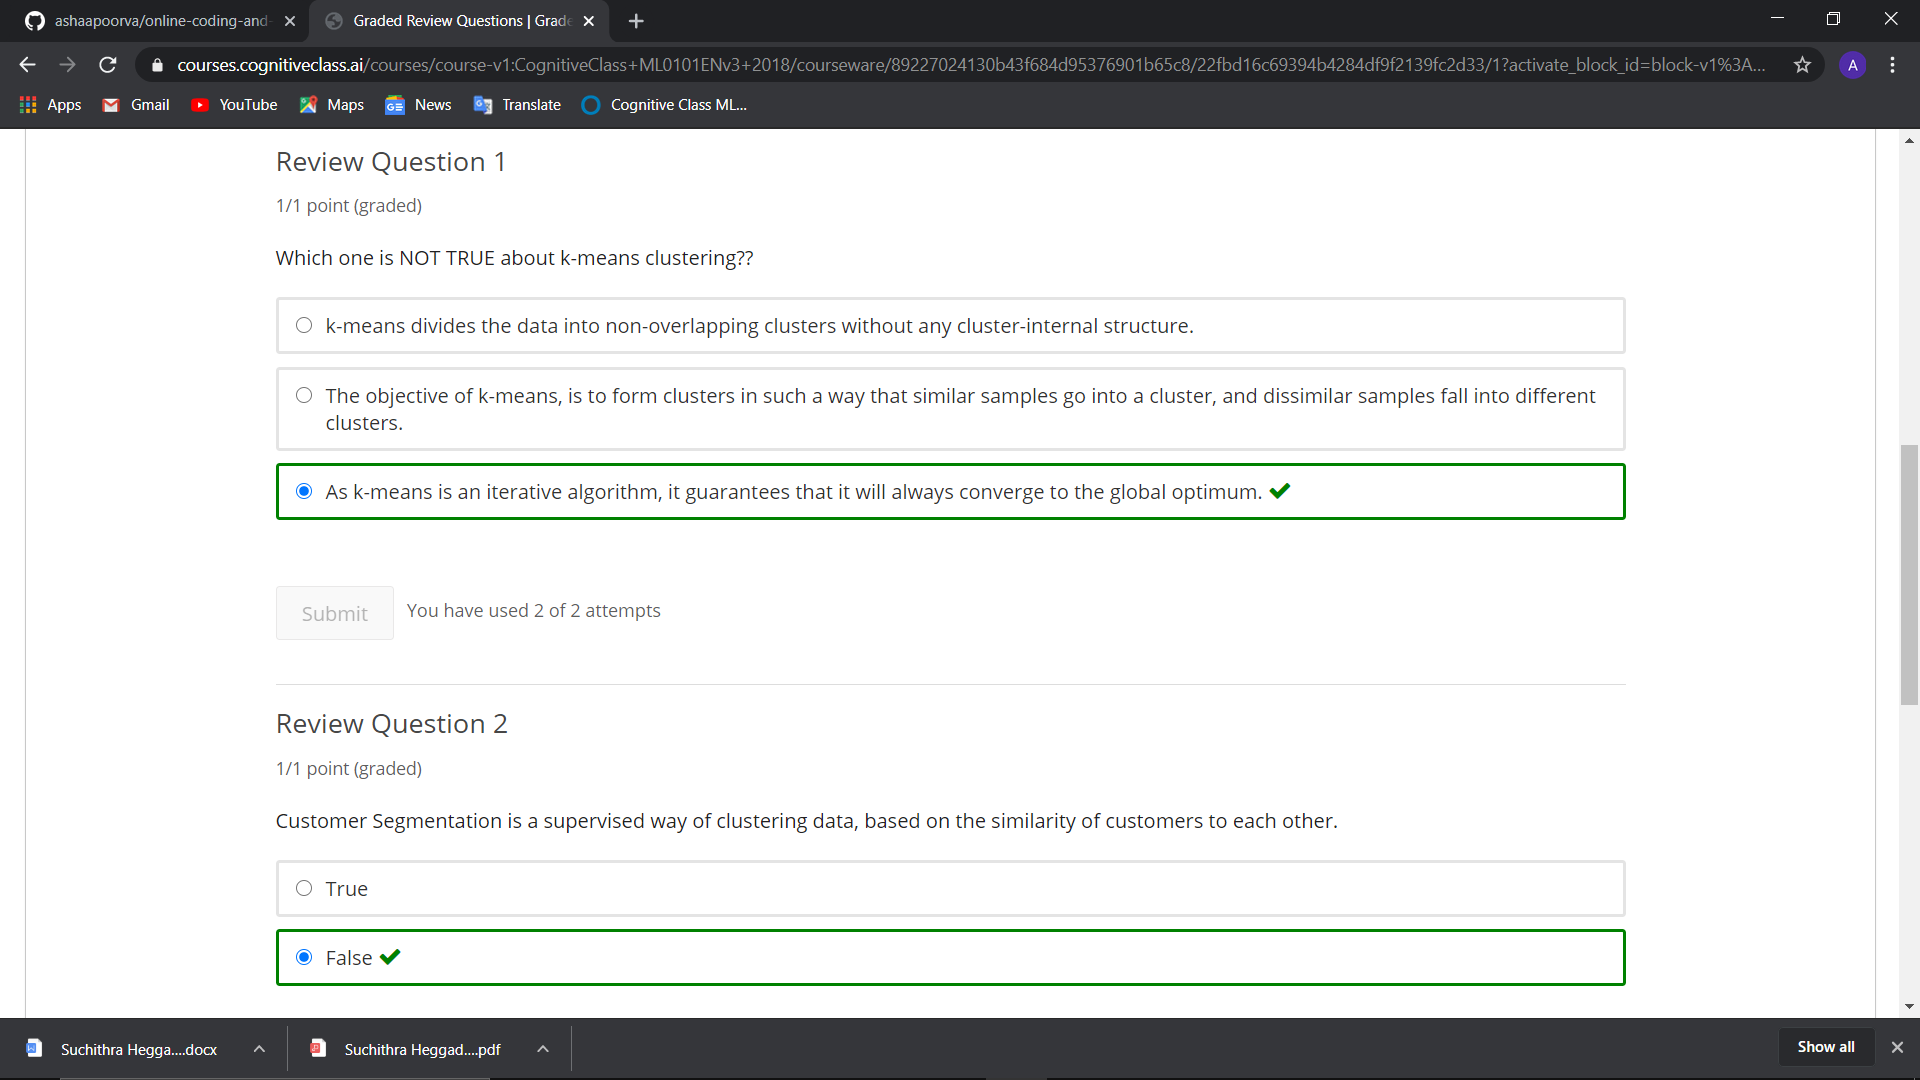 ashaapoorva/online-coding-and-
Graded Review Questions | Grade
courses.cognitiveclass.ai/courses/course-v1:CognitiveClass+ML0101ENv3+2018/courseware/89227024130b43f684d95376901b65c8/22fbd16c69394b4284df9f2139fc2d33/1?activate_block_id=block-v1%3A...
A
Apps
Gmail
YouTube
Maps
News
Translate
Cognitive Class ML...
Review Question 1
1/1 point (graded)
Which one is NOT TRUE about k-means clustering??
k-means divides the data into non-overlapping clusters without any cluster-internal structure.
The objective of k-means, is to form clusters in such a way that similar samples go into a cluster, and dissimilar samples fall into different
clusters.
As k-means is an iterative algorithm, it guarantees that it will always converge to the global optimum.
Submit
You have used 2 of 2 attempts
Review Question 2
1/1 point (graded)
Customer Segmentation is a supervised way of clustering data, based on the similarity of customers to each other.
True
False
Suchithra Hegga....docx
Suchithra Heggad....pdf
Show all